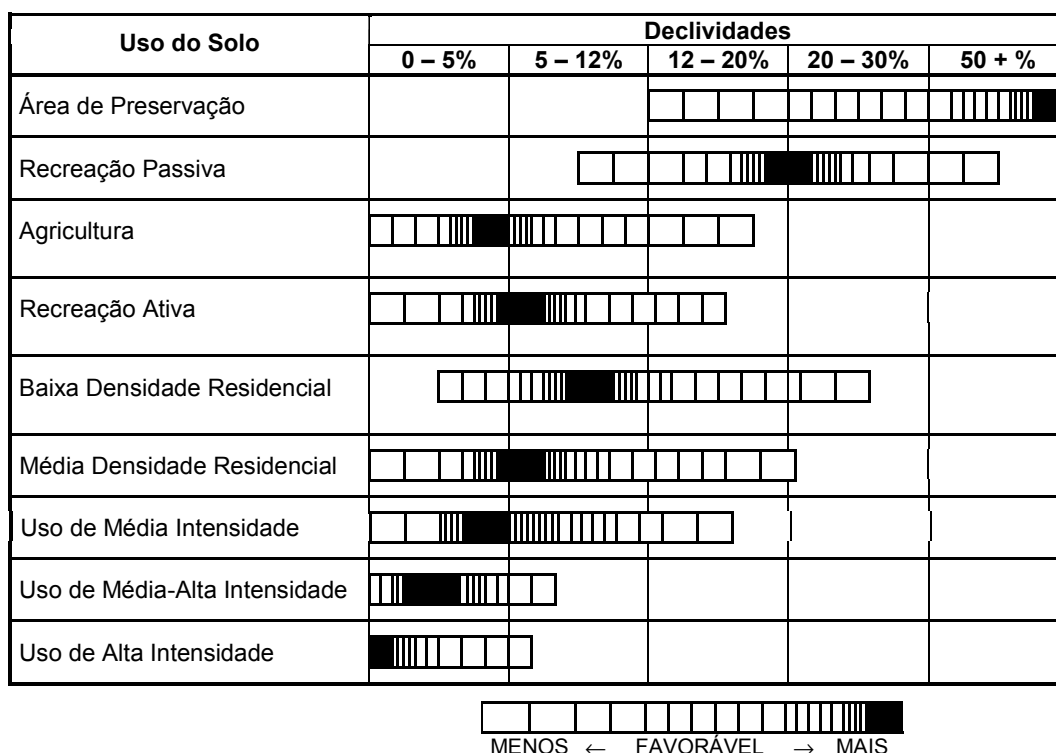 Uso do Solo
Declividades
0 – 5% 5 – 12% 12 – 20% 20 – 30% 50 + %
Área de Preservação
Recreação Passiva
Agricultura
Recreação Ativa
Baixa Densidade Residencial
Média Densidade Residencial
Uso de Média Intensidade
Uso de Média-Alta Intensidade
Uso de Alta Intensidade
MENOS ← FAVORÁVEL → MAIS